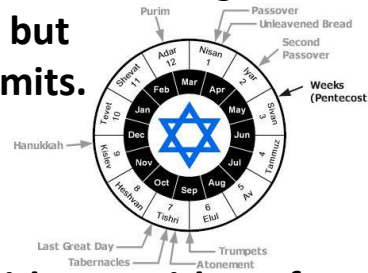 but
mits.
Purim
Passover
Unleavened Bread
Second
Passover
Weeks
(Pentecost
Hanukkah
Last Great Day
Tabernacles
Atonement
Trumpets
Nisan
1
Iyar
2
Sivan
3
Tammuz
4
Av
5
Elul
6
Tishri
7
Heshvan
8
Kislev
9
Tevet
10
Shevat
11
Adar
12
Mar
Apr
May
Jun
Jul
Aug
Sep
Oct
Nov
Dec
Jan
Feb